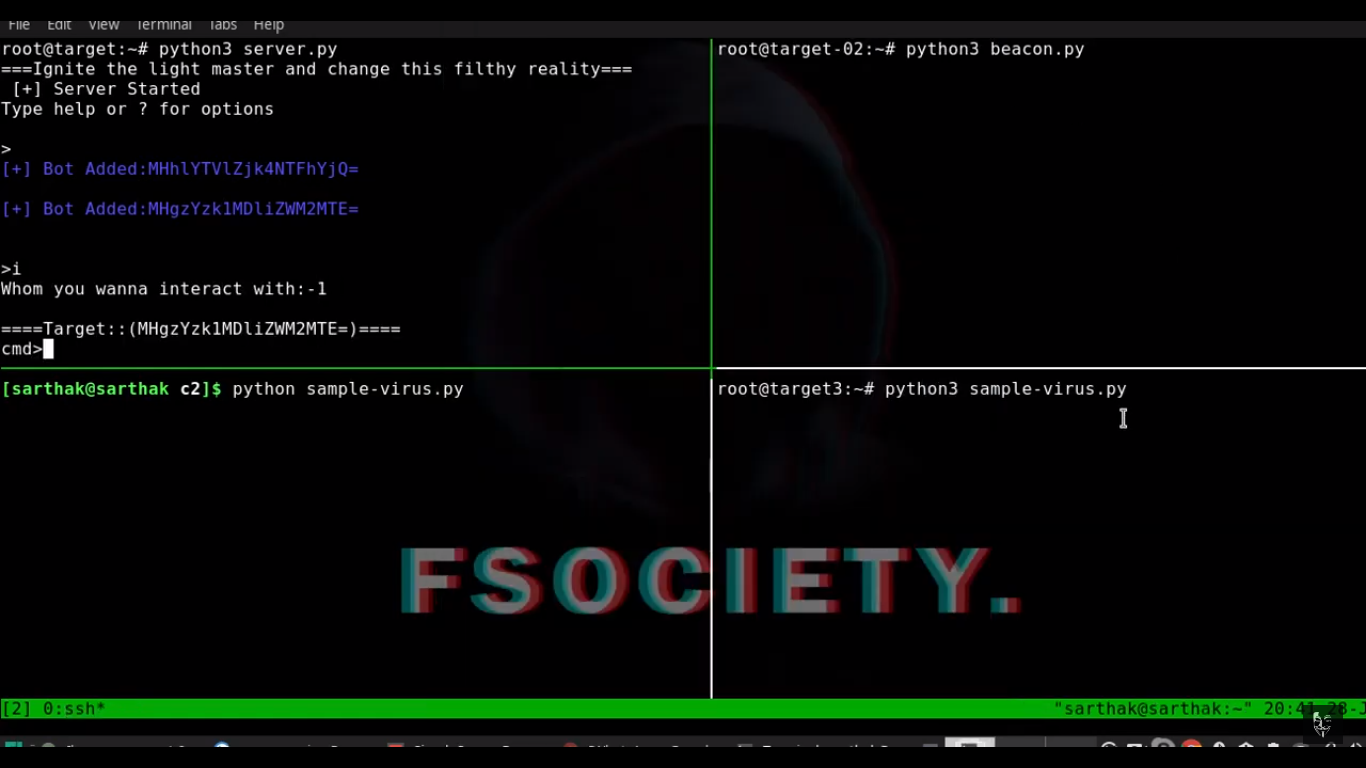 File Edit View Terminal Tabs Help
root@target:~# python3 server.py
===Ignite the light master and change this filthy reality===
[+] Server Started
Type help or ? for options
>
[+] Bot Added:MHhlYTVlZjk4NTFhYjQ=
[+] Bot Added:MHgzYzk1MDliZWM2MTE=
>i
Whom you wanna interact with:-1
====Target::(MHgzYzk1MDliZWM2MTE=)====
cmd>
root@target-02:~# python3 beacon.py
[sarthak@sarthak c2]$ python sample-virus.py
root@target3:~# python3 sample-virus.py
FSOCIETY.
[2] 0:ssh*
"sarthak@sarthak:~" 20:41